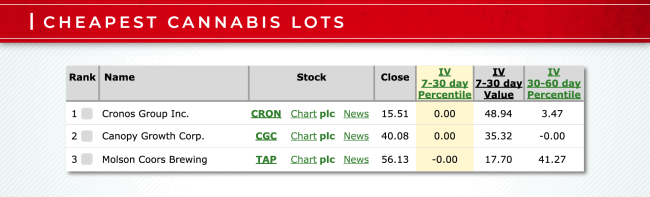 CHEAPEST CANNABIS LOTS
Rank Name Stock Close IV 7-30 day Percentile IV 7-30 day Value IV 30-60 day Percentile
1 Cronos Group Inc. CRON Chart plc News 15.51 0.00 48.94 3.47
2 Canopy Growth Corp. CGC Chart plc News 40.08 0.00 35.32 -0.00
3 Molson Coors Brewing TAP Chart plc News 56.13 -0.00 17.70 41.27